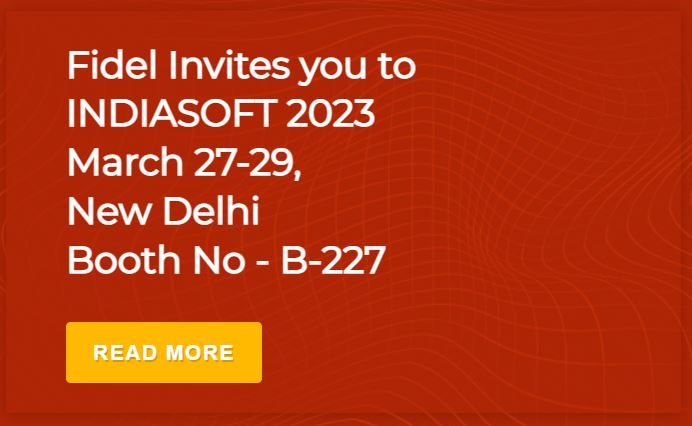 Fidel Invites you to
INDIASOFT 2023
March 27-29,
New Delhi
Booth No - B-227
READ MORE